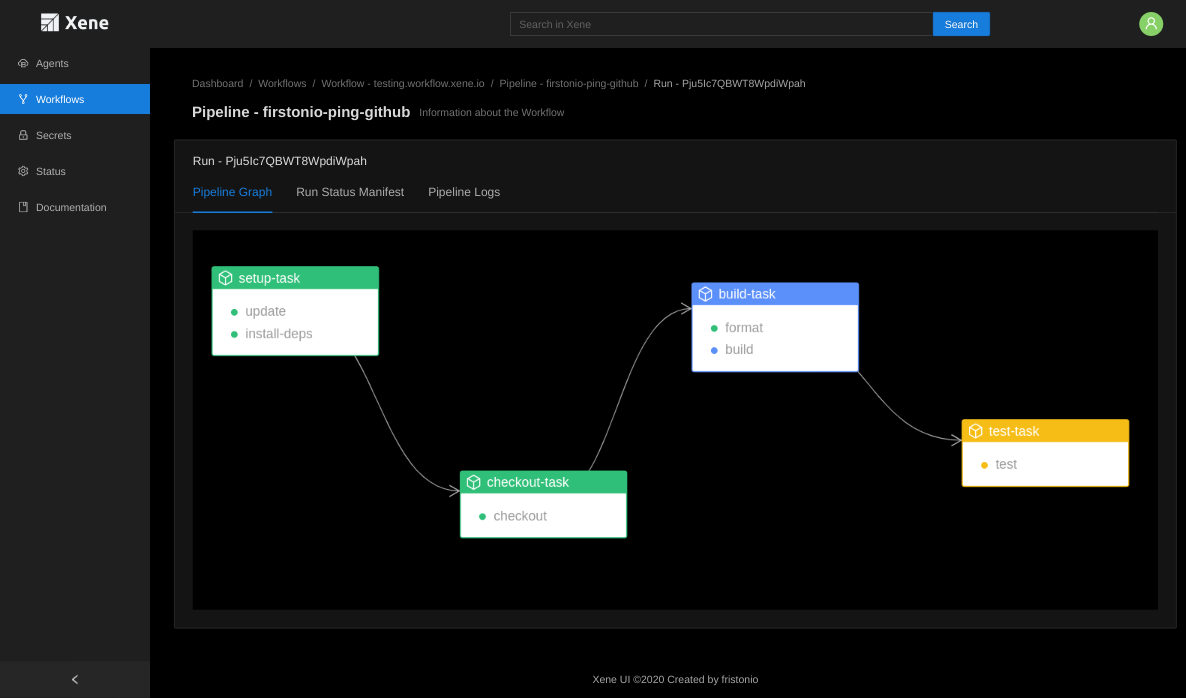 Xene
Search in Xene
Search
Agents
Workflows
Secrets
Status
Documentation
Dashboard / Workflows / Workflow - testing.workflow.xene.io / Pipeline - firstonio-ping-github / Run - Pju5Ic7QBWT8WpdiWpah
Pipeline - firstonio-ping-github Information about the Workflow
Run - Pju5Ic7QBWT8WpdiWpah
Pipeline Graph Run Status Manifest Pipeline Logs
setup-task
update
install-deps
checkout-task
checkout
build-task
format
build
test-task
test
Xene UI ©2020 Created by fristonio